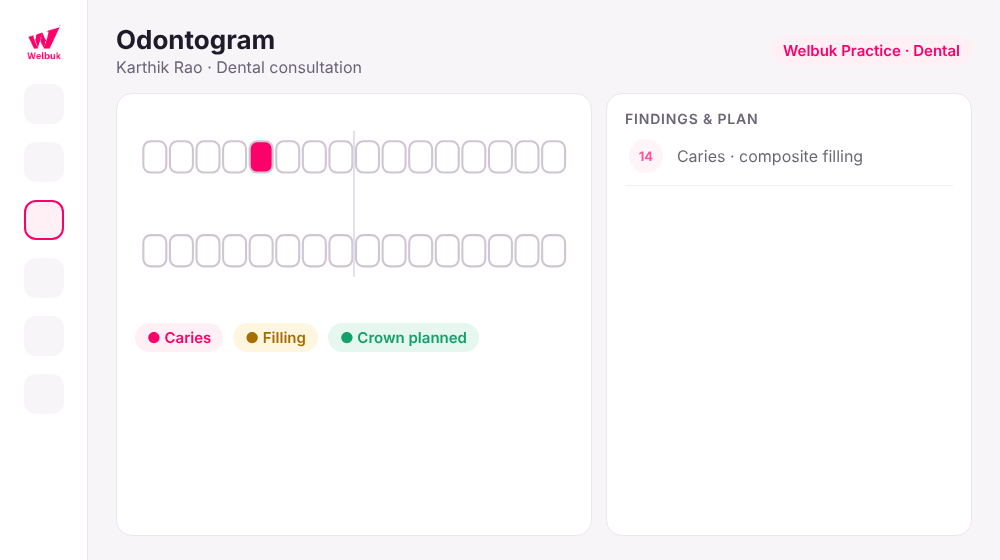 Welbuk
Odontogram
Karthik Rao · Dental consultation
Welbuk Practice · Dental
Caries
Filling
Crown planned
FINDINGS & PLAN
14
Caries · composite filling